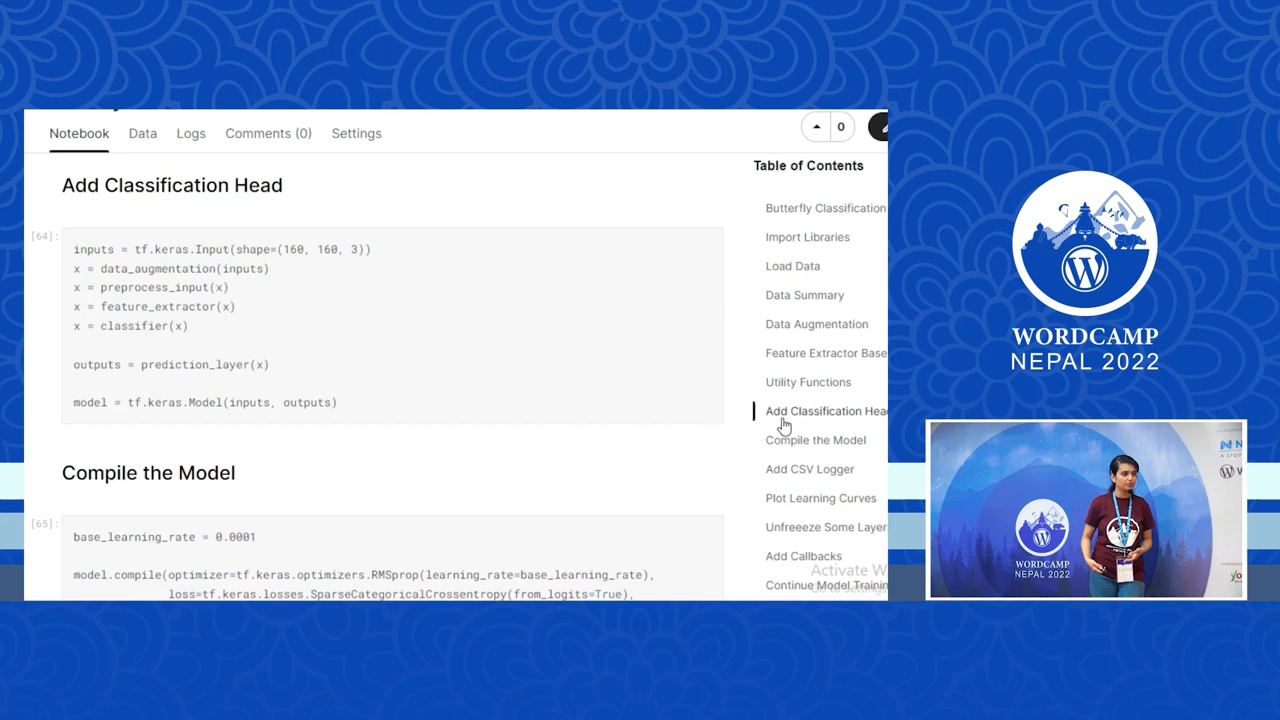 Notebook
Data
Logs
Comments (0)
Settings
0
Add Classification Head
[64]:
inputs = tf.keras.Input(shape=(160, 160, 3))
x = data_augmentation(inputs)
x = preprocess_input(x)
x = feature_extractor(x)
x = classifier(x)
outputs = prediction_layer(x)
model = tf.keras.Model(inputs, outputs)
Compile the Model
[65]:
base_learning_rate = 0.0001
model.compile(optimizer=tf.keras.optimizers.RMSprop(learning_rate=base_learning_rate),
loss=tf.keras.losses.SparseCategoricalCrossentropy(from_logits=True),
Table of Contents
Butterfly Classification
Import Libraries
Load Data
Data Summary
Data Augmentation
Feature Extractor Base
Utility Functions
Add Classification Hea
Compile the Model
Add CSV Logger
Plot Learning Curves
Unfreeeze Some Layer
Add Callbacks
Continue Model Trainin
Activate W
WORDCAMP
NEPAL 2022
WORDCAMP
NEPAL 2022